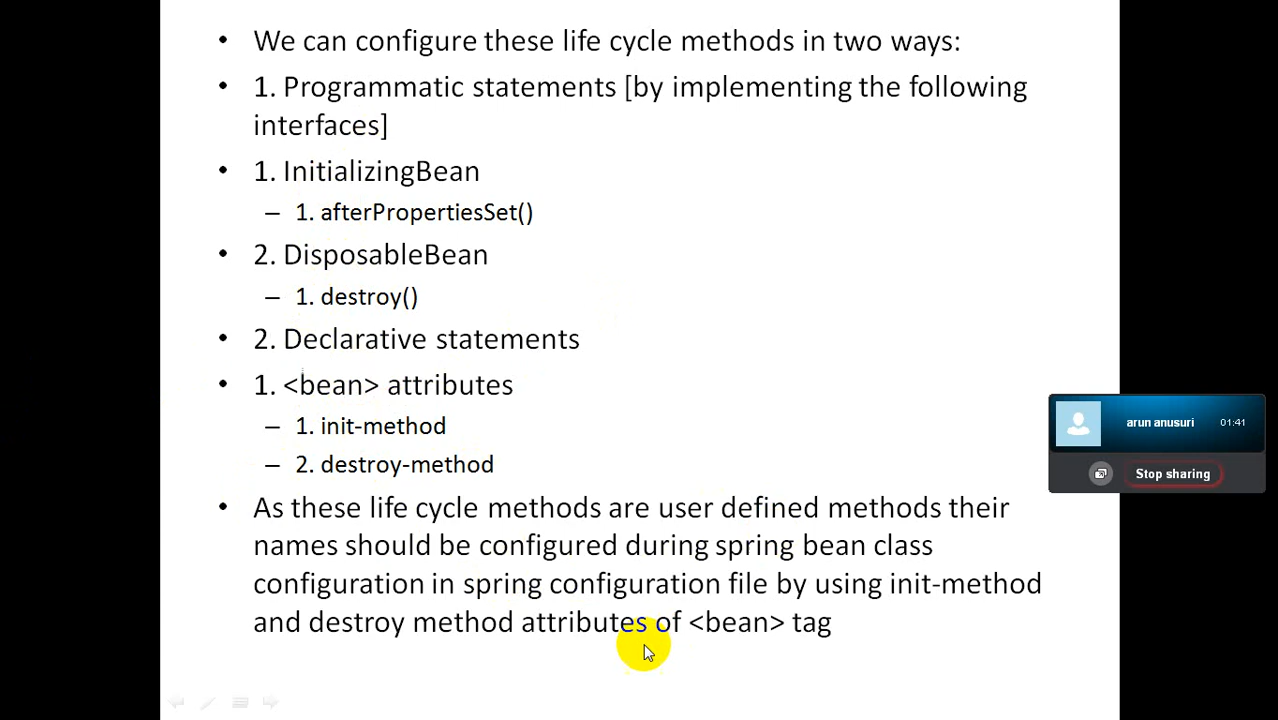 • We can configure these life cycle methods in two ways:
• 1. Programmatic statements [by implementing the following
interfaces]
• 1. InitializingBean
– 1. afterPropertiesSet()
• 2. DisposableBean
– 1. destroy()
• 2. Declarative statements
• 1. <bean> attributes
– 1. init-method
– 2. destroy-method
• As these life cycle methods are user defined methods their
names should be configured during spring bean class
configuration in spring configuration file by using init-method
and destroy method attributes of <bean> tag
arun anusuri 01:41
Stop sharing